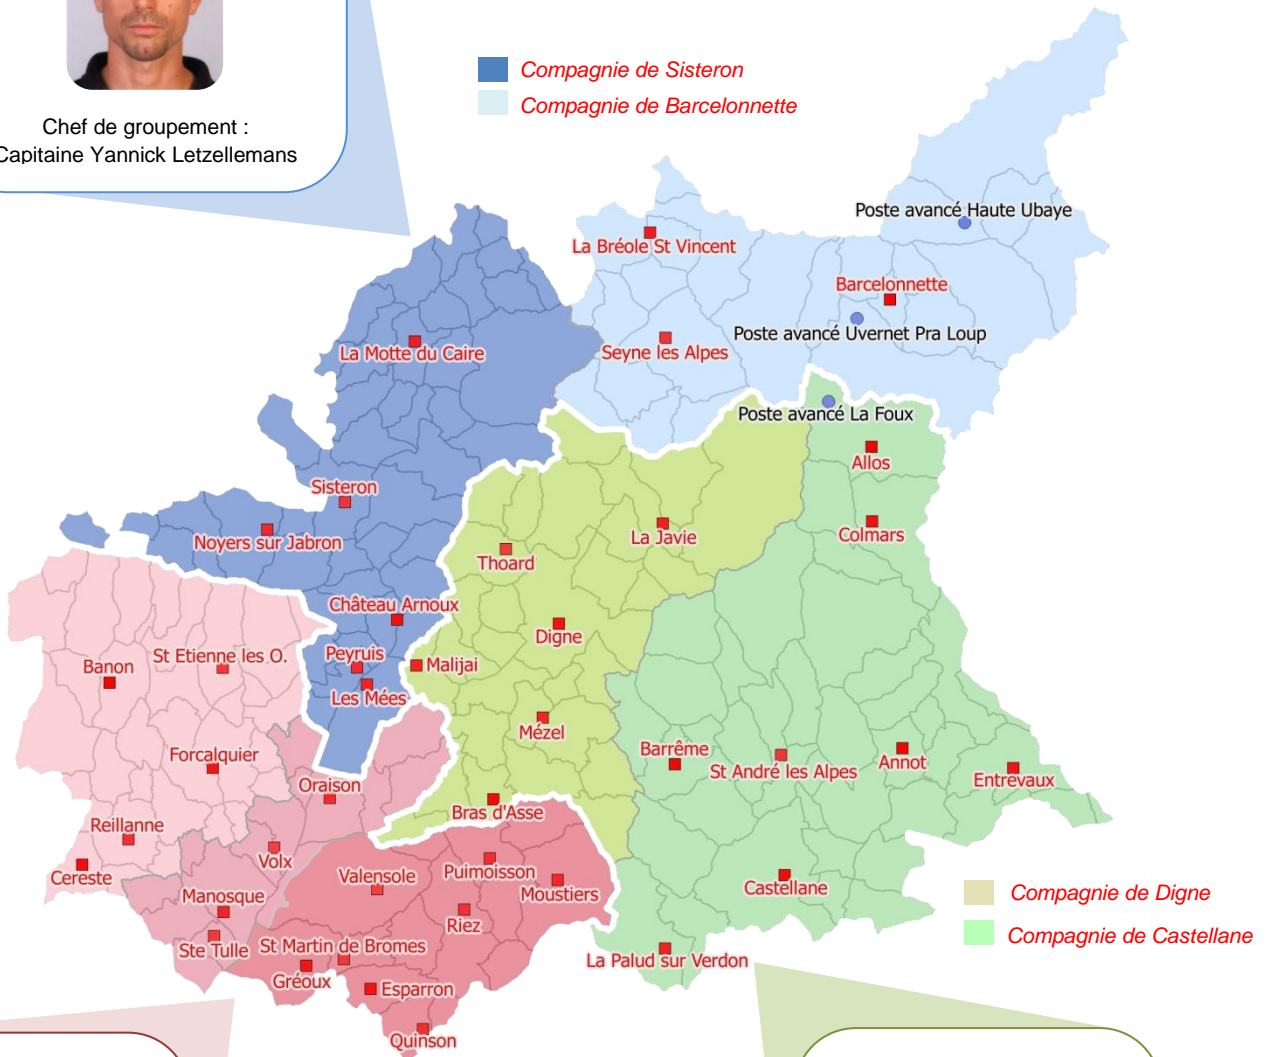 Chef de groupement :
Capitaine Yannick Letzellemans
Compagnie de Sisteron
Compagnie de Barcelonnette
Poste avancé Haute Ubaye
La Bréole St Vincent
Barcelonnette
Poste avancé Uvernet Pra Loup
La Motte du Caire
Seyne les Alpes
Poste avancé La Foux
Allos
Sisteron
Noyers sur Jabron
La Javie
Colmars
Thoard
Château Arnoux
Digne
Banon
St Etienne les O.
Peyruis
Malijai
Les Mées
Mézel
Forcalquier
Barrême
St André les Alpes
Annot
Entrevaux
Oraison
Bras d'Asse
Reillanne
Volx
Cereste
Valensole
Puimoisson
Moustiers
Castellane
Manosque
Riez
Compagnie de Digne
Compagnie de Castellane
Ste Tulle
St Martin de Bromes
La Palud sur Verdon
Gréoux
Esparron
Quinson